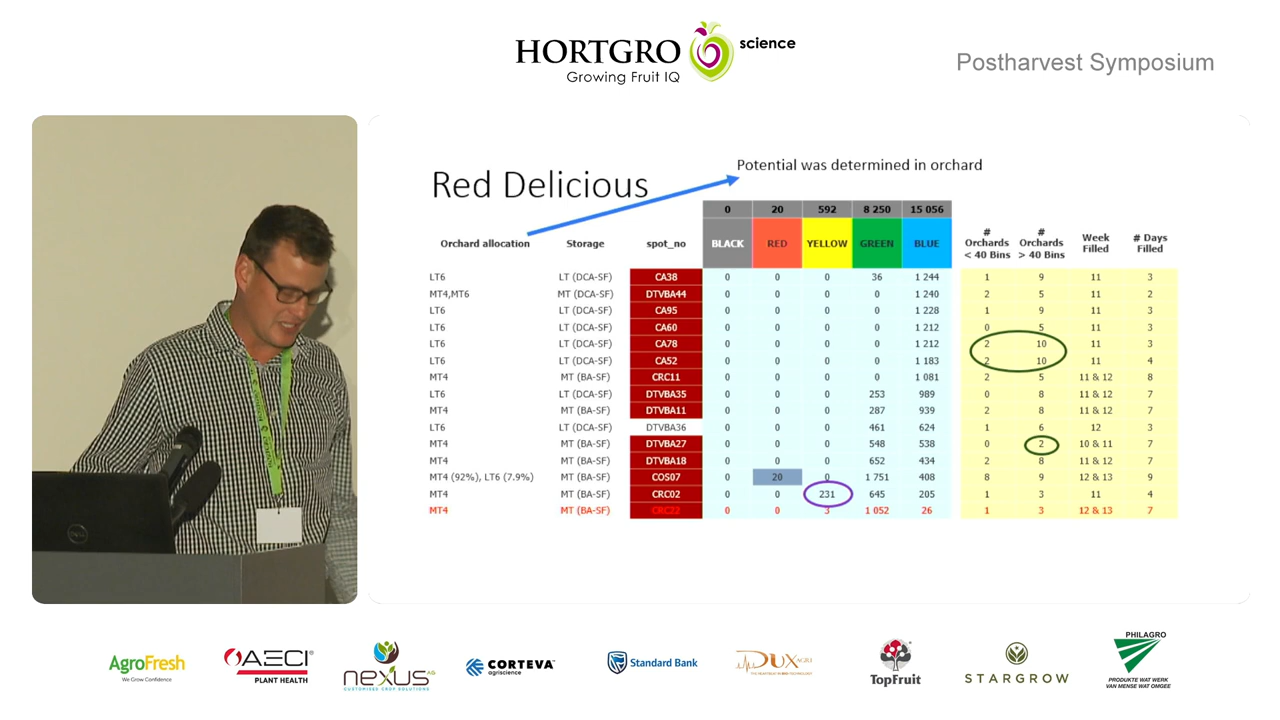 HORTGRO science
Growing Fruit IQ
Postharvest Symposium
Potential was determined in orchard
Red Delicious
0 20 592 8 250 15 056
Orchard allocation Storage spot_no BLACK RED YELLOW GREEN BLUE # Orchards < 40 Bins # Orchards > 40 Bins Week Filled # Days Filled
LT6 LT (DCA-SF) CA38 0 0 0 36 1 244 1 9 11 3
MT4,MT6 MT (DCA-SF) DTVBA44 0 0 0 0 1 240 2 5 11 2
LT6 LT (DCA-SF) CA95 0 0 0 0 1 228 1 9 11 3
LT6 LT (DCA-SF) CA60 0 0 0 0 1 212 0 5 11 3
LT6 LT (DCA-SF) CA78 0 0 0 0 1 212 2 10 11 3
LT6 LT (DCA-SF) CA52 0 0 0 0 1 183 2 10 11 4
MT4 MT (BA-SF) CRC11 0 0 0 0 1 081 2 5 11 & 12 8
LT6 LT (DCA-SF) DTVBA35 0 0 0 253 989 0 8 11 & 12 7
MT4 MT (BA-SF) DTVBA11 0 0 0 287 939 2 8 11 & 12 7
LT6 LT (DCA-SF) DTVBA36 0 0 0 461 624 1 6 12 3
MT4 MT (BA-SF) DTVBA27 0 0 0 548 538 0 2 10 & 11 7
MT4 MT (BA-SF) DTVBA18 0 0 0 652 434 2 8 11 & 12 7
MT4 (92%), LT6 (7.9%) MT (BA-SF) COS07 0 20 0 1 751 408 8 9 12 & 13 9
MT4 MT (BA-SF) CRC02 0 0 231 645 205 1 3 11 4
MT4 MT (BA-SF) CRC22 0 0 3 1 052 26 1 3 12 & 13 7
DELL
AgroFresh
We Grow Confidence
AECI
PLANT HEALTH
nexus AG
CUSTOMISED CROP SOLUTIONS
CORTEVA
agriscience
Standard Bank
DUX AGRI
TopFruit
STARGROW
PHILAGRO
PRODUKTE WAT WERK
VAN MENSE WAT OMGEE